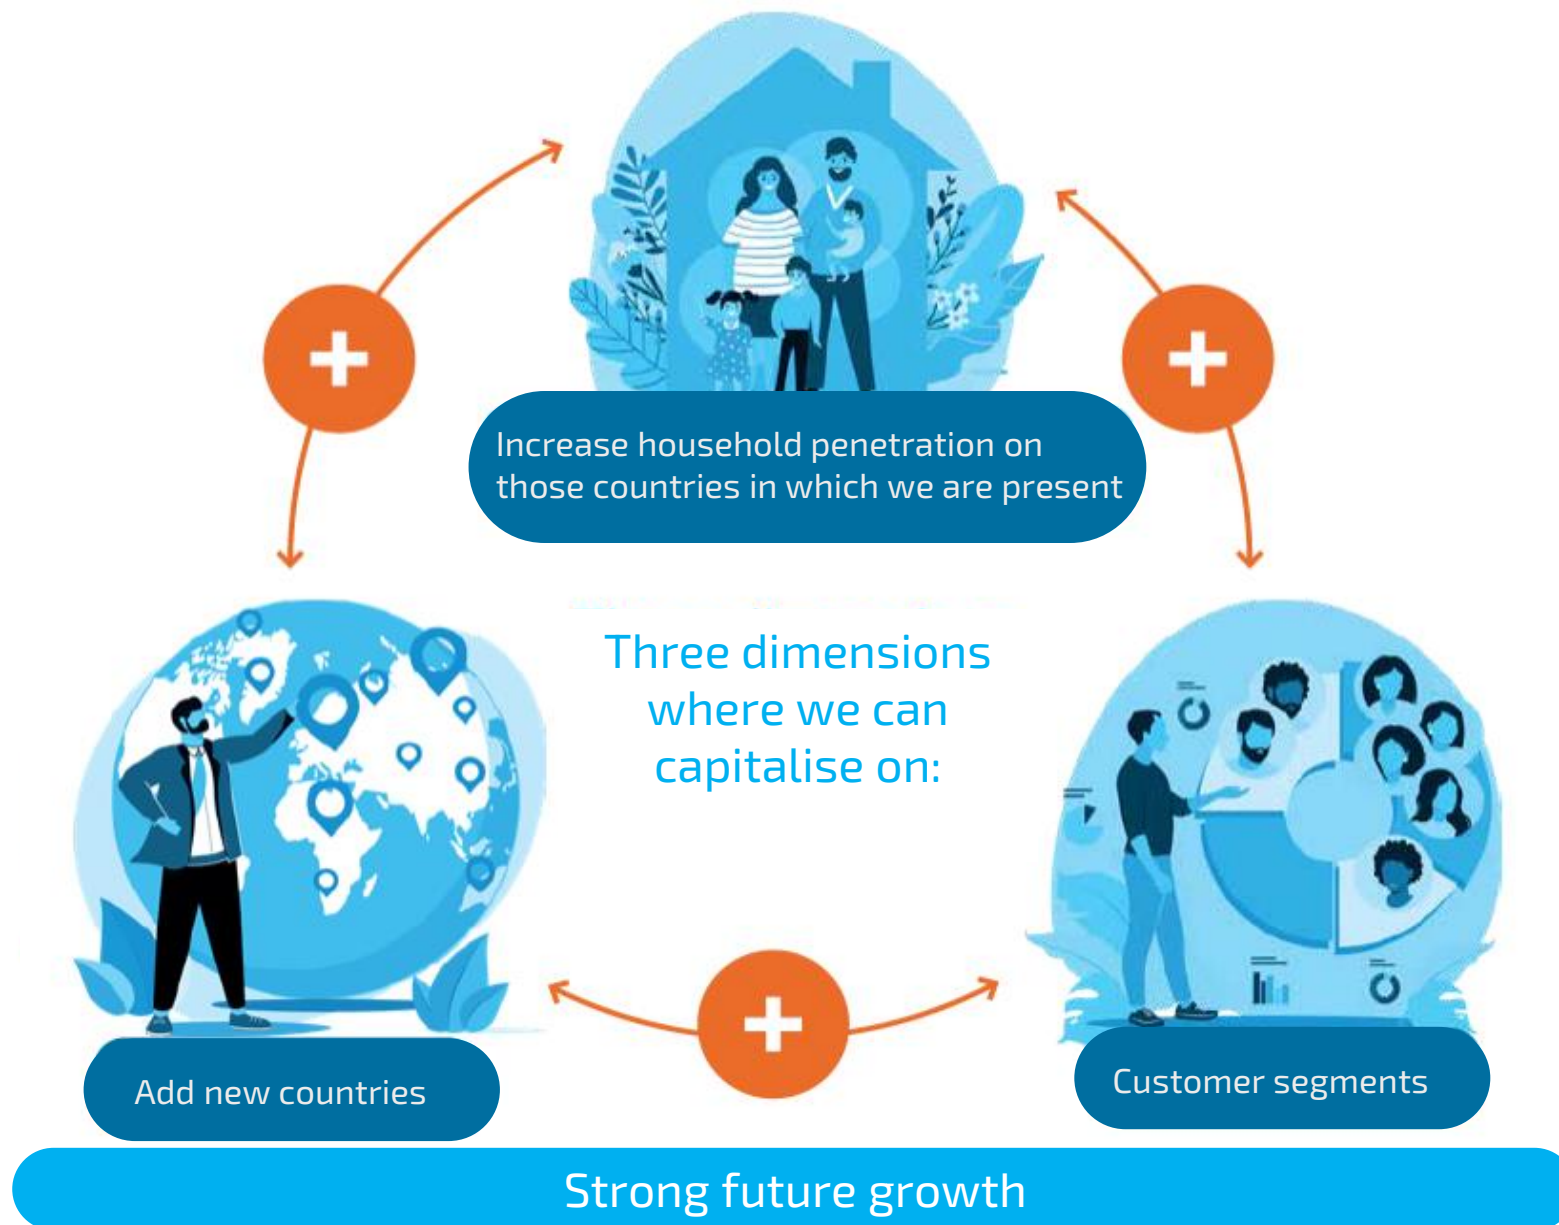 Increase household penetration on
those countries in which we are present
Three dimensions
where we can
capitalise on:
Add new countries
Customer segments
Strong future growth